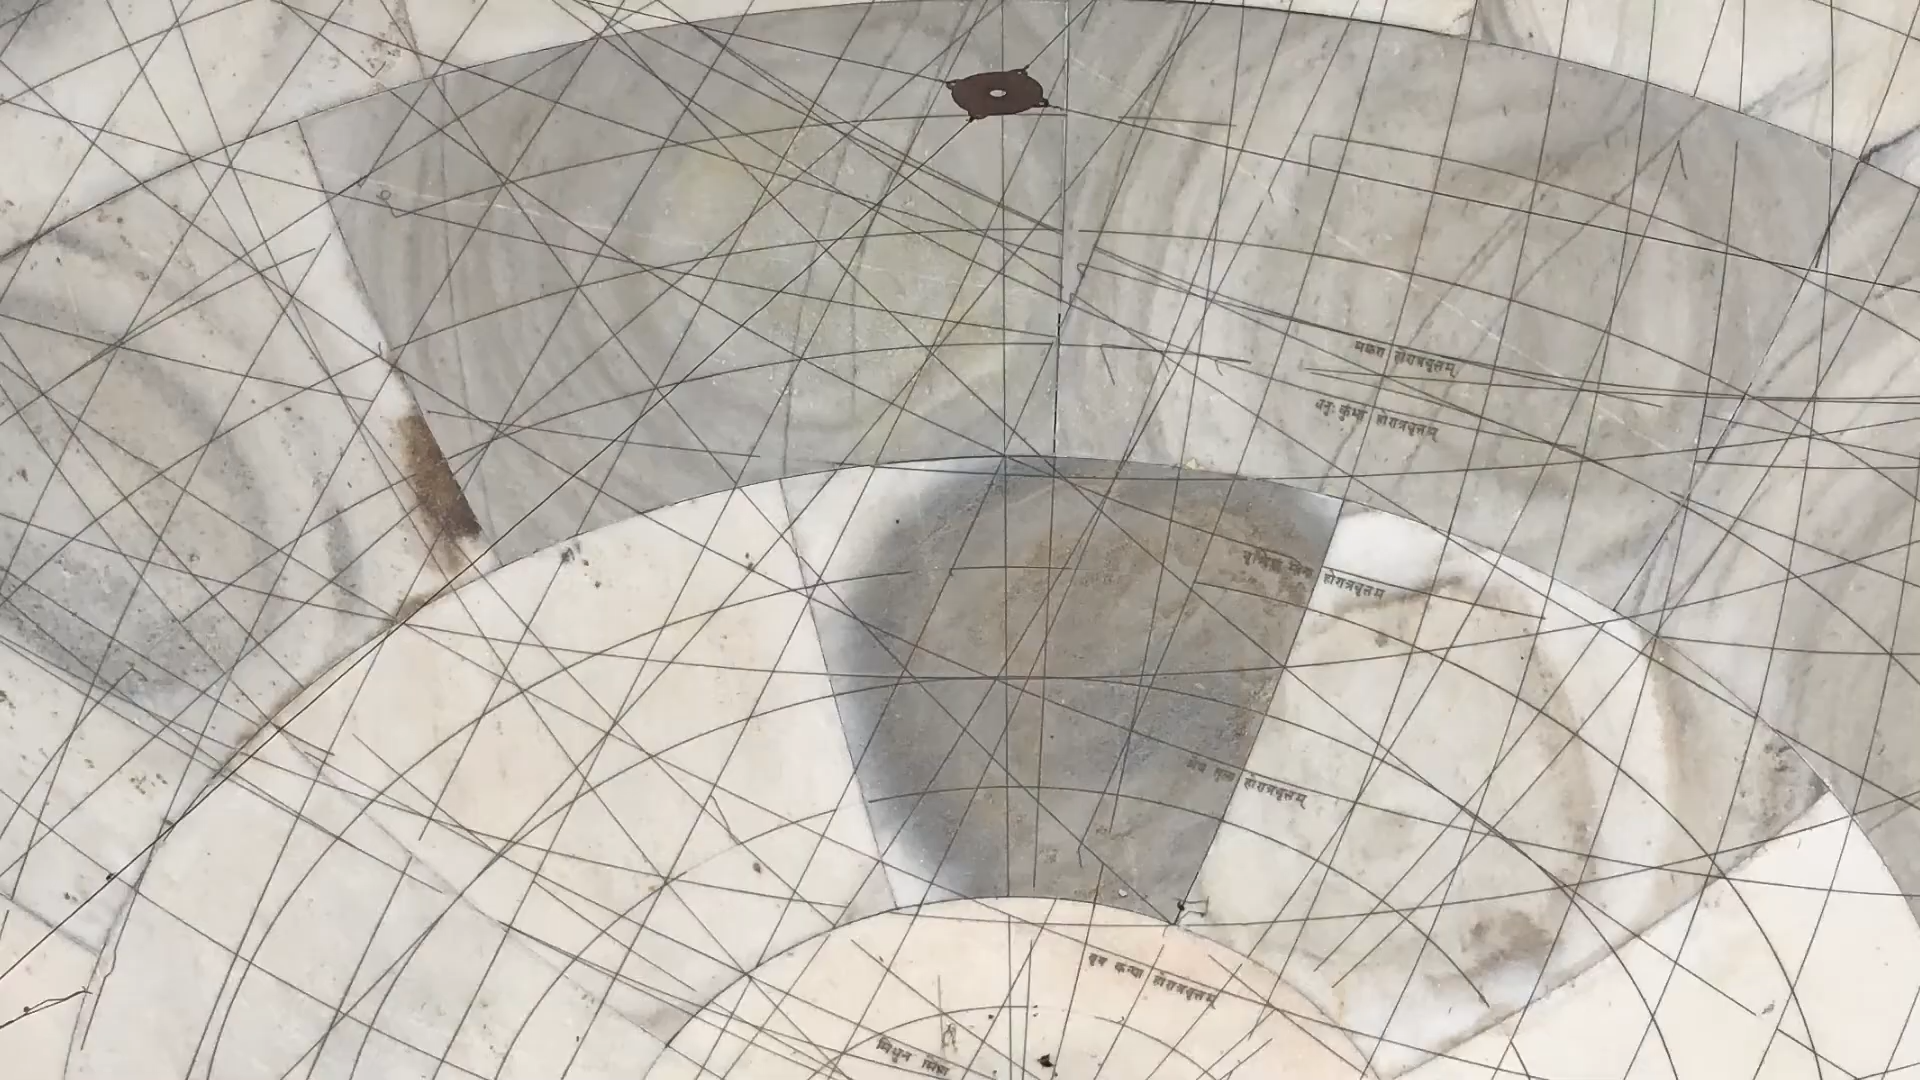 मकरा होरात्रवृत्तम्
धनुः कुंभा होरात्रवृत्तम्
होरात्रवृत्तम
मेष तुला होरात्रवृत्तम्
वृष कन्या होरात्रवृत्तम्
मिथुन